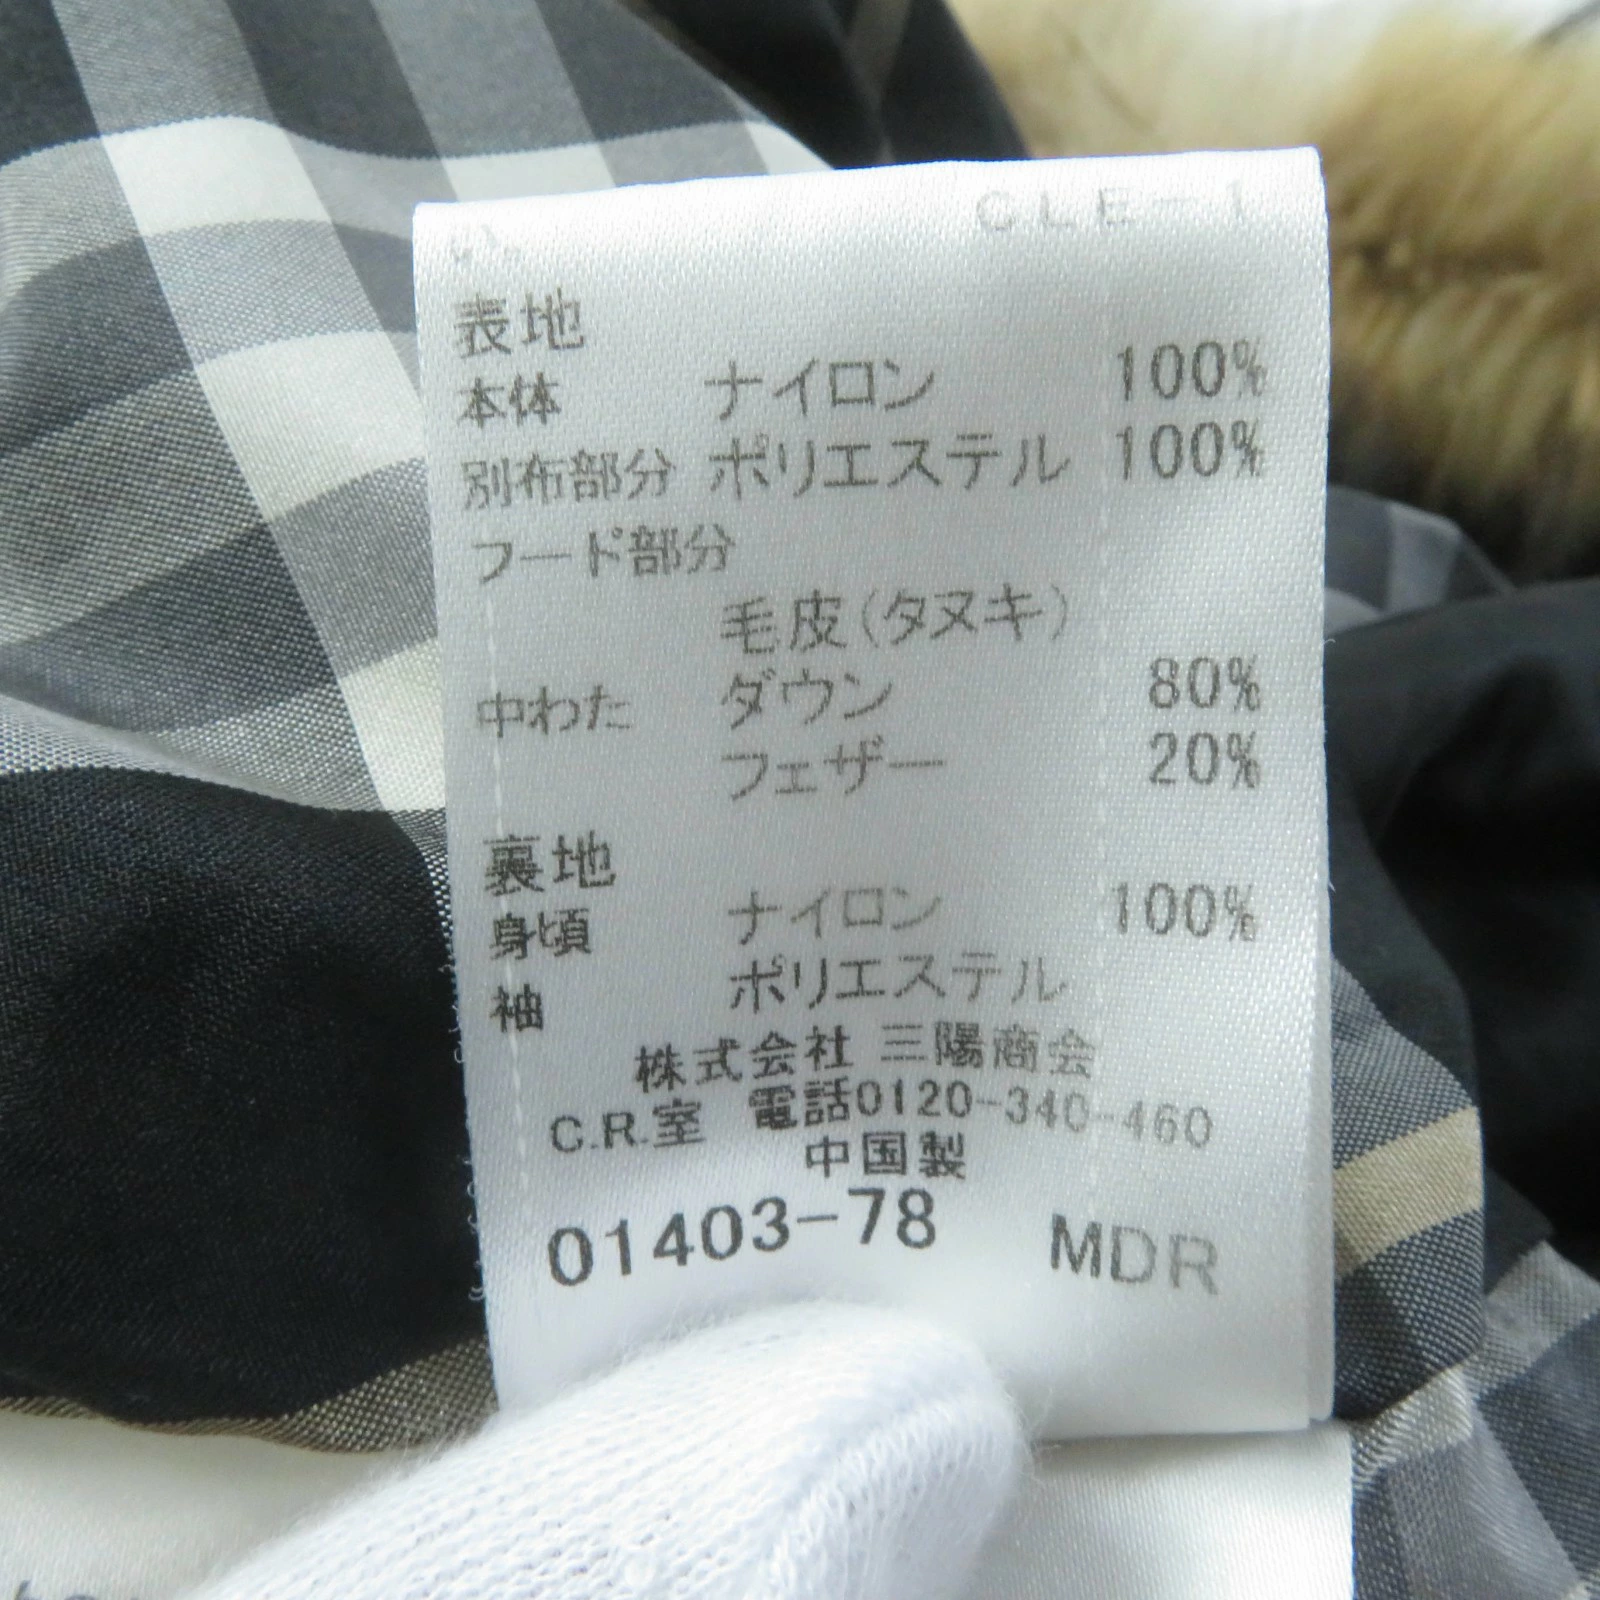 CLE-1
い。
表地
本体 ナイロン 100%
別布部分 ポリエステル 100%
フード部分
毛皮(タヌキ)
中わた ダウン 80%
フェザー 20%
裏地
身頃 ナイロン 100%
袖 ポリエステル
株式会社 三陽商会
C.R.室 電話0120-340-460
中国製
01403-78 MDR